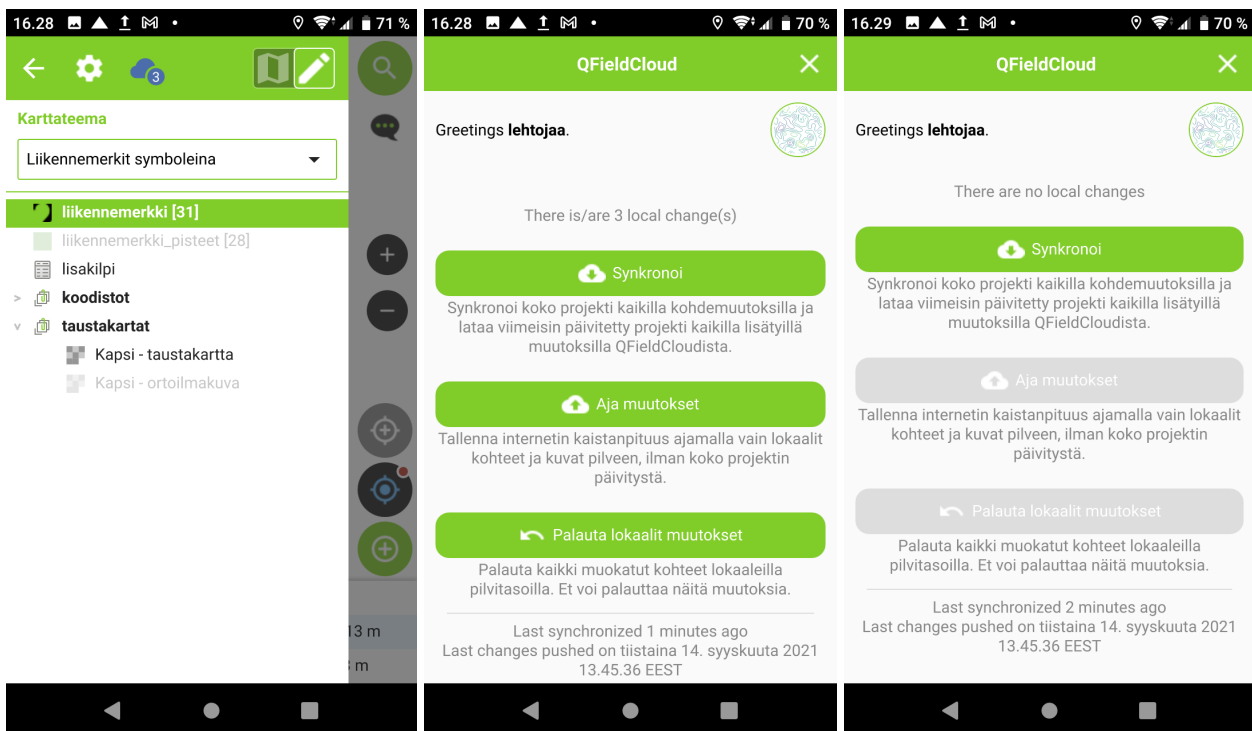 16.28 71 %
3
Karttateema
Liikennemerkit symboleina
liikennemerkki [31]
liikennemerkki_pisteet [28]
lisakilpi
koodistot
taustakartat
Kapsi - taustakartta
Kapsi - ortoilmakuva
13 m
m
16.28 70 %
QFieldCloud
Greetings lehtojaa.
There is/are 3 local change(s)
Synkronoi
Synkronoi koko projekti kaikilla kohdemuutoksilla ja
lataa viimeisin päivitetty projekti kaikilla lisätyillä
muutoksilla QFieldCloudista.
Aja muutokset
Tallenna internetin kaistanpituus ajamalla vain lokaalit
kohteet ja kuvat pilveen, ilman koko projektin
päivitystä.
Palauta lokaalit muutokset
Palauta kaikki muokatut kohteet lokaaleilla
pilvitasoilla. Et voi palauttaa näitä muutoksia.
Last synchronized 1 minutes ago
Last changes pushed on tiistaina 14. syyskuuta 2021
13.45.36 EEST
16.29 70 %
QFieldCloud
Greetings lehtojaa.
There are no local changes
Synkronoi
Synkronoi koko projekti kaikilla kohdemuutoksilla ja
lataa viimeisin päivitetty projekti kaikilla lisätyillä
muutoksilla QFieldCloudista.
Aja muutokset
Tallenna internetin kaistanpituus ajamalla vain lokaalit
kohteet ja kuvat pilveen, ilman koko projektin
päivitystä.
Palauta lokaalit muutokset
Palauta kaikki muokatut kohteet lokaaleilla
pilvitasoilla. Et voi palauttaa näitä muutoksia.
Last synchronized 2 minutes ago
Last changes pushed on tiistaina 14. syyskuuta 2021
13.45.36 EEST